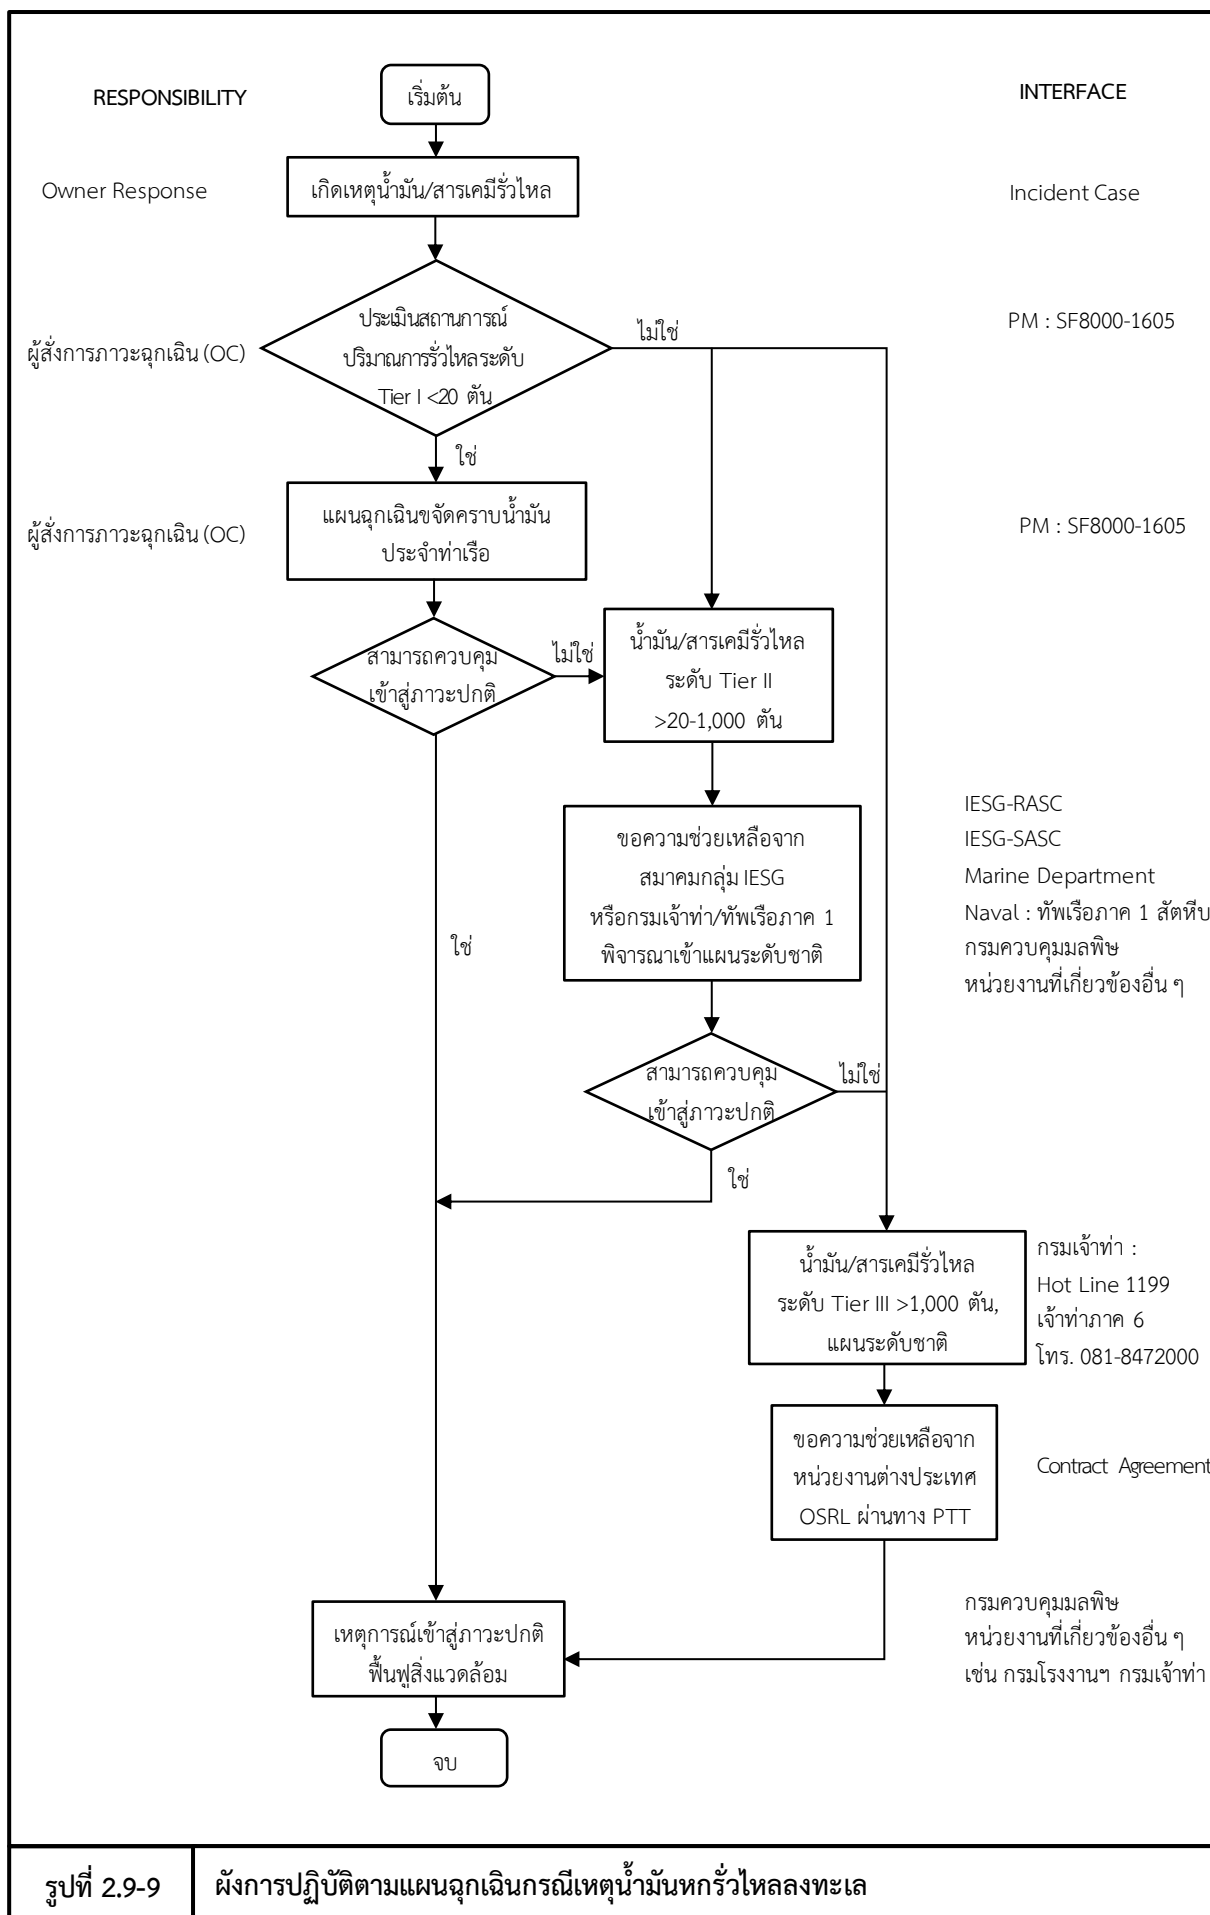 RESPONSIBILITY
เริ่มต้น
INTERFACE
Owner Response
เกิดเหตุน้ำมัน/สารเคมีรั่วไหล
Incident Case
ผู้สั่งการภาวะฉุกเฉิน (OC)
ประเมินสถานการณ์
ปริมาณการรั่วไหลระดับ
Tier I <20 ตัน
ไม่ใช่
PM : SF8000-1605
ใช่
ผู้สั่งการภาวะฉุกเฉิน (OC)
แผนฉุกเฉินขจัดคราบน้ำมัน
ประจำท่าเรือ
PM : SF8000-1605
สามารถควบคุม
เข้าสู่ภาวะปกติ
ไม่ใช่
น้ำมัน/สารเคมีรั่วไหล
ระดับ Tier II
>20-1,000 ตัน
ใช่
ขอความช่วยเหลือจาก
สมาคมกลุ่ม IESG
หรือกรมเจ้าท่า/ทัพเรือภาค 1
พิจารณาเข้าแผนระดับชาติ
IESG-RASC
IESG-SASC
Marine Department
Naval : ทัพเรือภาค 1 สัตหีบ
กรมควบคุมมลพิษ
หน่วยงานที่เกี่ยวข้องอื่น ๆ
สามารถควบคุม
เข้าสู่ภาวะปกติ
ไม่ใช่
ใช่
น้ำมัน/สารเคมีรั่วไหล
ระดับ Tier III >1,000 ตัน,
แผนระดับชาติ
กรมเจ้าท่า :
Hot Line 1199
เจ้าท่าภาค 6
โทร. 081-8472000
ขอความช่วยเหลือจาก
หน่วยงานต่างประเทศ
OSRL ผ่านทาง PTT
Contract Agreement
เหตุการณ์เข้าสู่ภาวะปกติ
ฟื้นฟูสิ่งแวดล้อม
กรมควบคุมมลพิษ
หน่วยงานที่เกี่ยวข้องอื่น ๆ
เช่น กรมโรงงานฯ กรมเจ้าท่า
จบ
รูปที่ 2.9-9
ผังการปฏิบัติตามแผนฉุกเฉินกรณีเหตุน้ำมันหกรั่วไหลลงทะเล